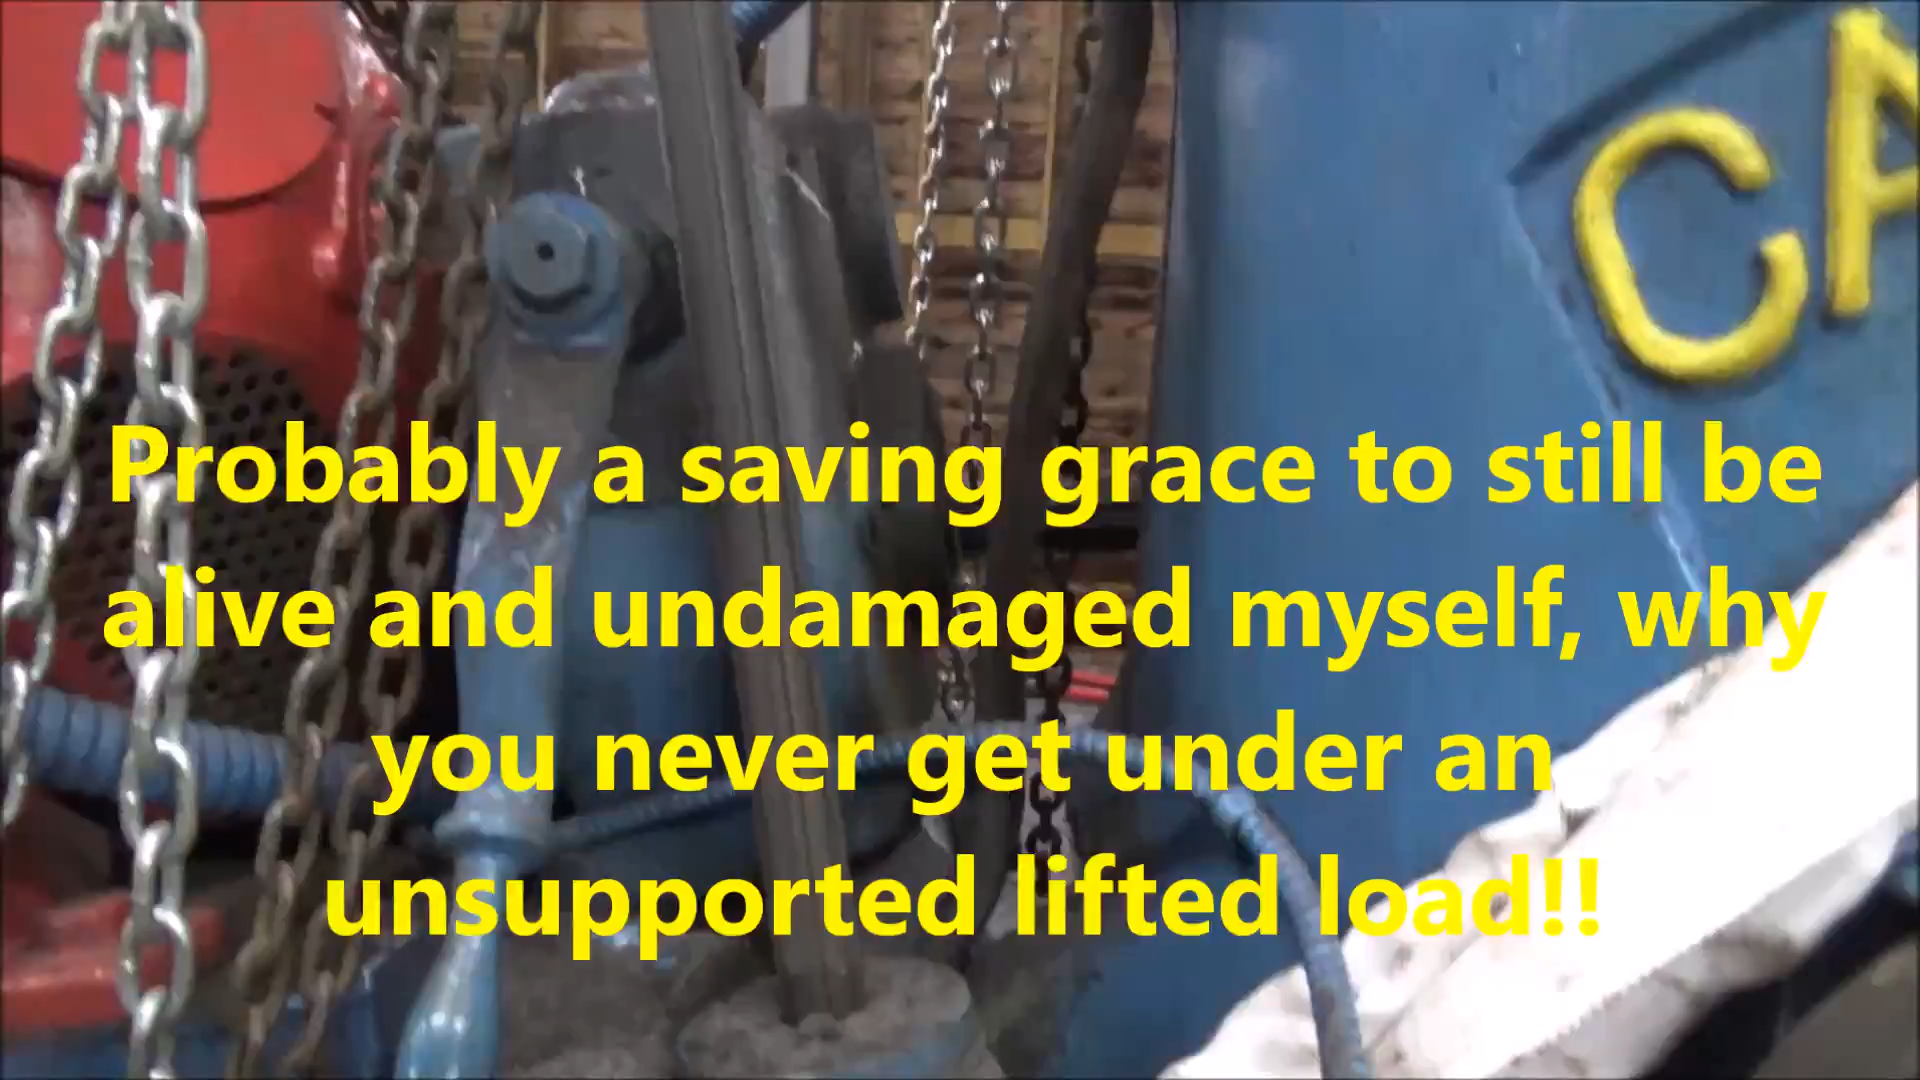 CA
Probably a saving grace to still be
alive and undamaged myself, why
you never get under an
unsupported lifted load!!